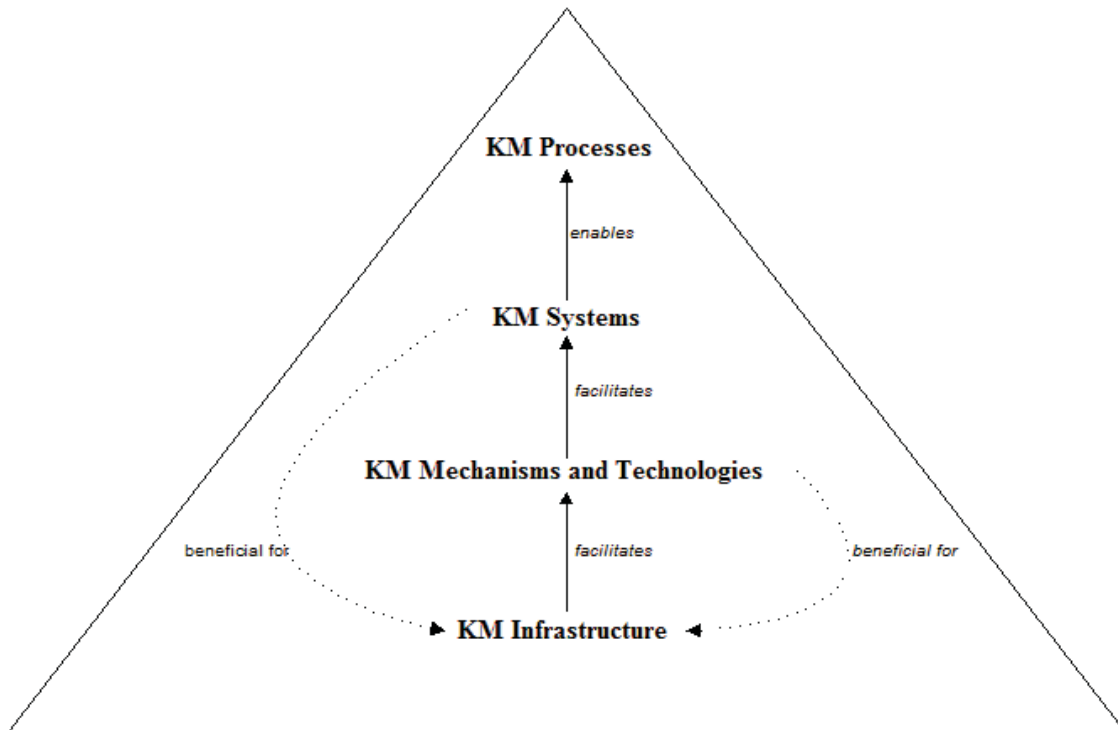 KM Processes
enables
KM Systems
facilitates
KM Mechanisms and Technologies
beneficial for
facilitates
beneficial for
KM Infrastructure